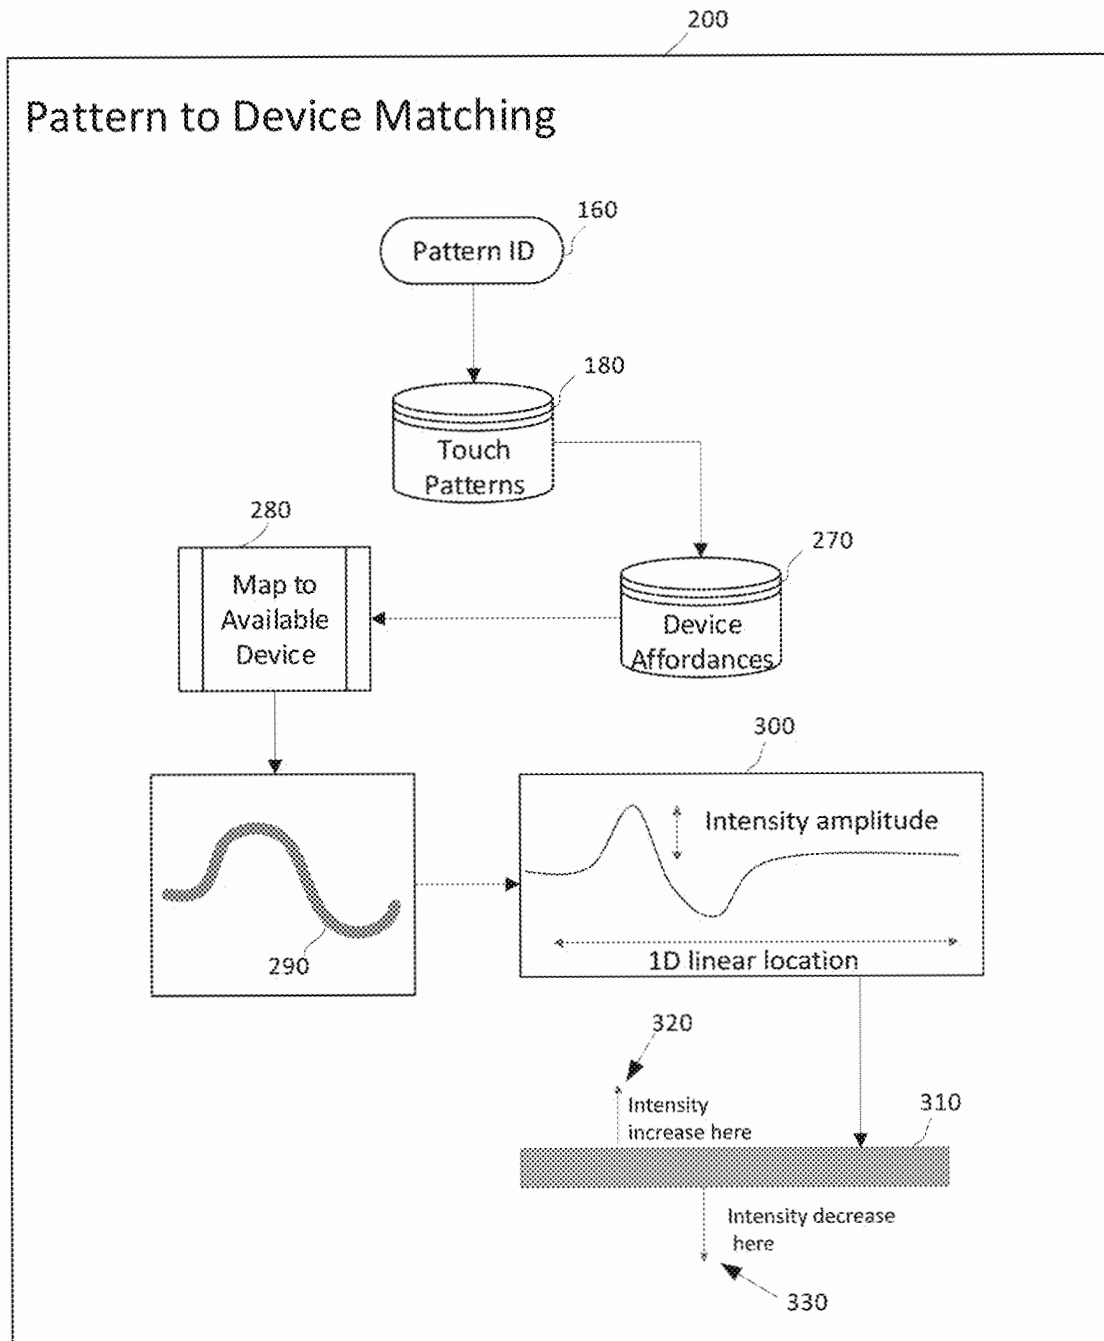 200
Pattern to Device Matching
160
Pattern ID
180
Touch
Patterns
280
270
Map to
Available
Device
Device
Affordances
300
Intensity amplitude
290
1D linear location
320
Intensity
increase here
310
Intensity decrease
here
330